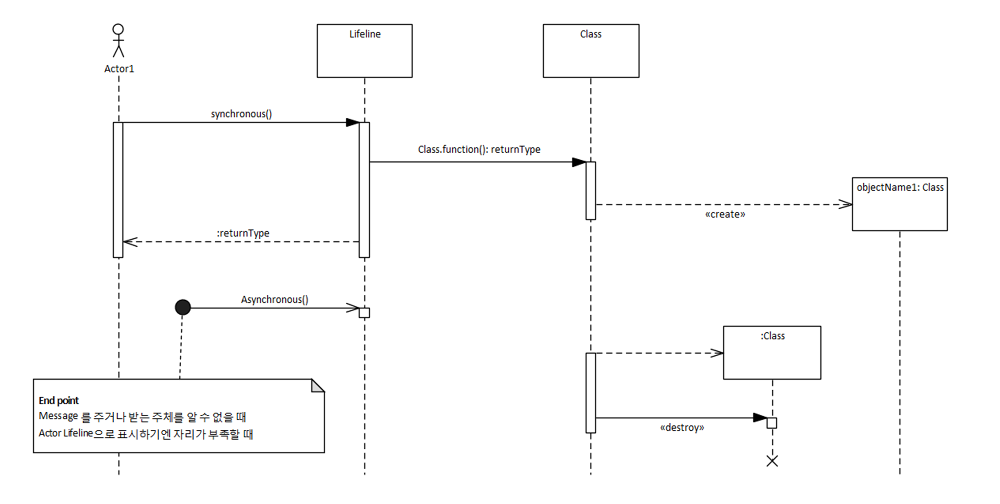 Actor1
Lifeline
Class
synchronous()
Class.function(): returnType
objectName1: Class
«create»
:returnType
Asynchronous()
:Class
End point
Message 를 주거나 받는 주체를 알 수 없을 때
Actor Lifeline으로 표시하기엔 자리가 부족할 때
«destroy»